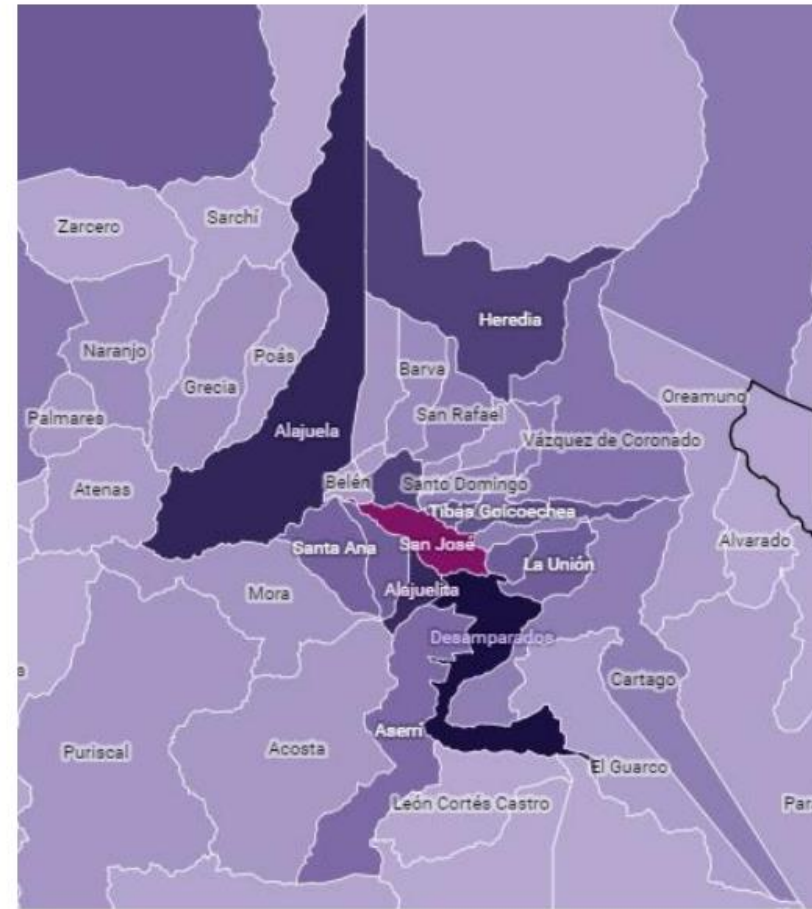 Zarcero
Sarchí
Heredia
Naranjo
Poás
Barva
Grecia
San Rafael
Oreamuno
Palmares
Alajuela
Vázquez de Coronado
Atenas
Belén
Santo Domingo
Tibás Goicoechea
Santa Ana
San José
La Unión
Alvarado
Mora
Alajuelita
Desamparados
s
Cartago
Puriscal
Acosta
Aserrí
El Guarco
León Cortés Castro
Par